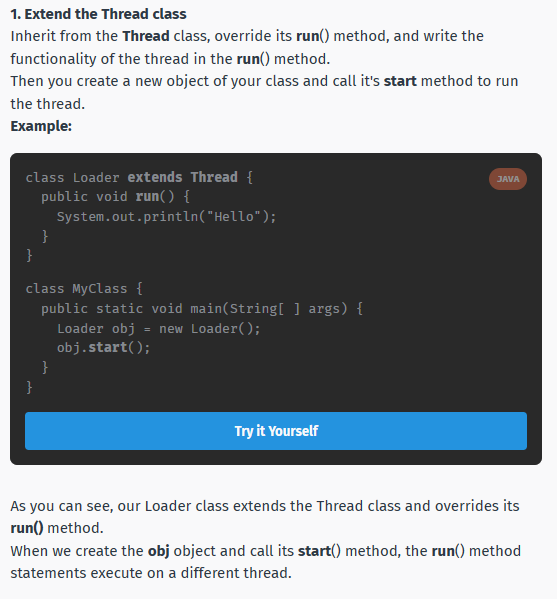 1. Extend the Thread class
Inherit from the Thread class, override its run() method, and write the
functionality of the thread in the run() method.
Then you create a new object of your class and call it's start method to run
the thread.
Example:
class Loader extends Thread {
JAVA
public void run() {
System.out.println("Hello");
}
}
class MyClass {
public static void main(String[ ] args) {
Loader obj = new Loader();
obj.start();
}
}
Try it Yourself
As you can see, our Loader class extends the Thread class and overrides its
run() method.
When we create the obj object and call its start() method, the run() method
statements execute on a different thread.